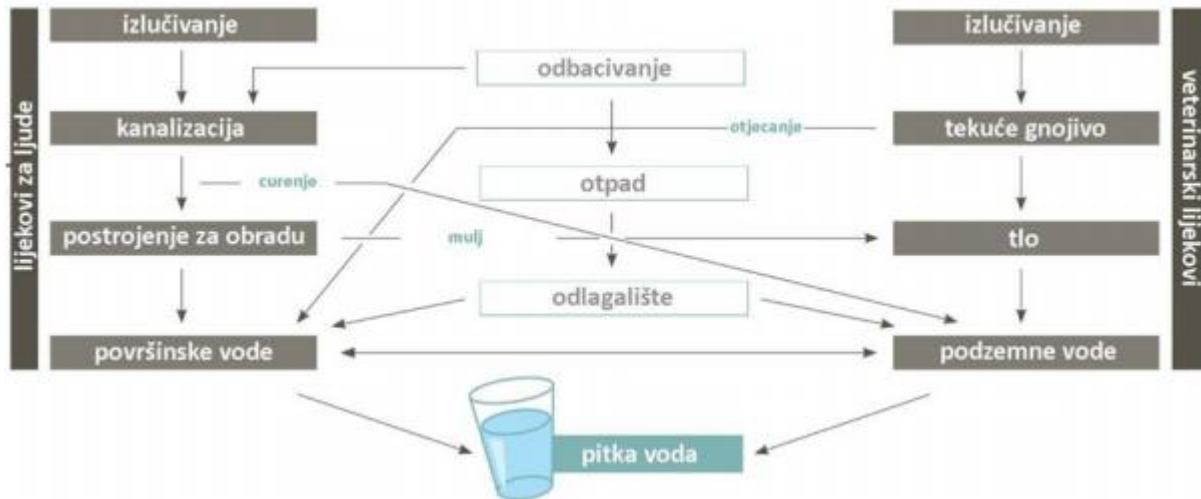 izlučivanje
izlučivanje
odbacivanje
kanalizacija
otjecanje
tekuće gnojivo
curenje
otpad
postrojenje za obradu
mulj
tlo
odlagalište
površinske vode
podzemne vode
pitka voda
lijekovi za ljude
veterinarski lijekovi